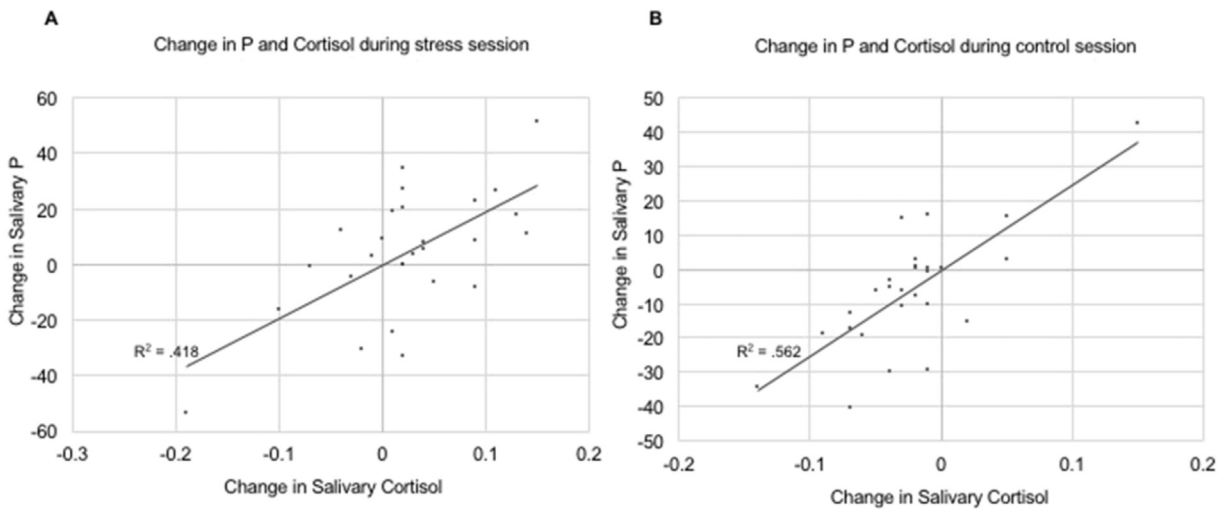 A
Change in P and Cortisol during stress session
60
40
20
0
-20
-40
-60
Change in Salivary P
R² = .418
-0.3
-0.2
-0.1
0
0.1
0.2
Change in Salivary Cortisol
B
Change in P and Cortisol during control session
50
40
30
20
10
0
-10
-20
-30
-40
-50
Change in Salivary P
R² = .562
-0.2
-0.1
0
0.1
0.2
Change in Salivary Cortisol